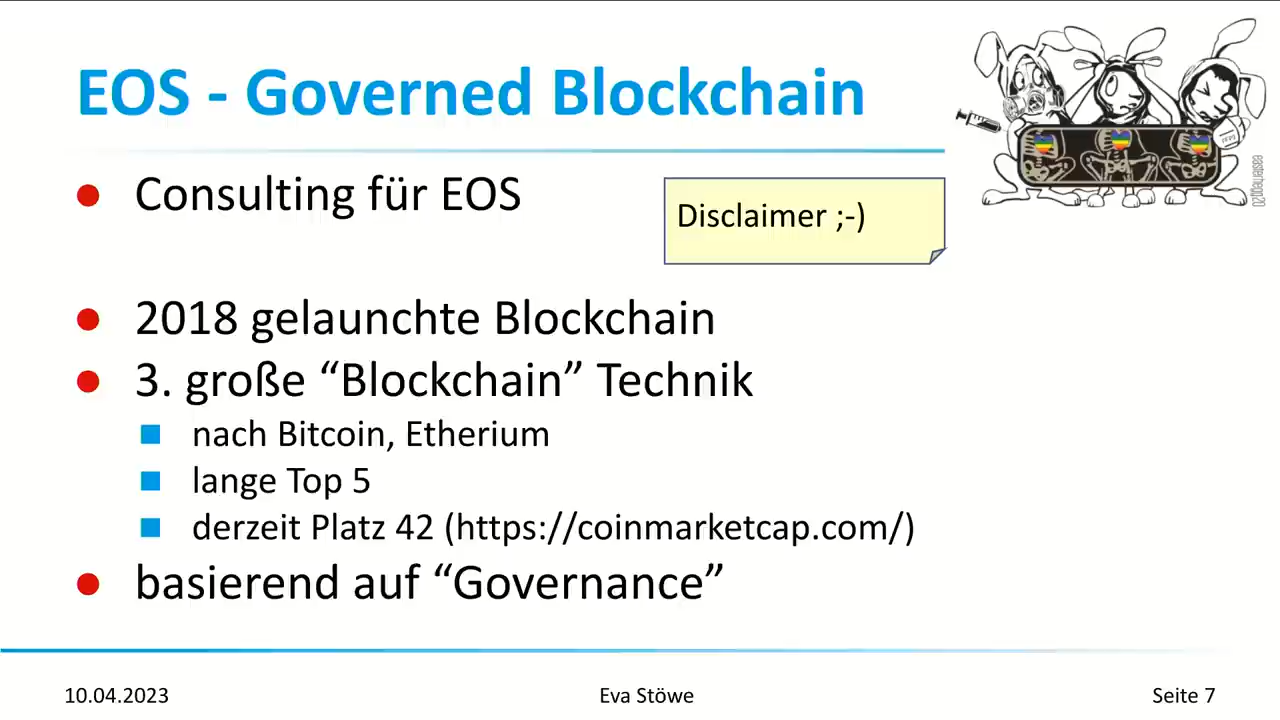 EOS - Governed Blockchain
Consulting für EOS
Disclaimer ;-)
2018 gelaunchte Blockchain
3. große “Blockchain” Technik
nach Bitcoin, Etherium
lange Top 5
derzeit Platz 42 (https://coinmarketcap.com/)
basierend auf “Governance”
easterhegg20
10.04.2023
Eva Stöwe
Seite 7